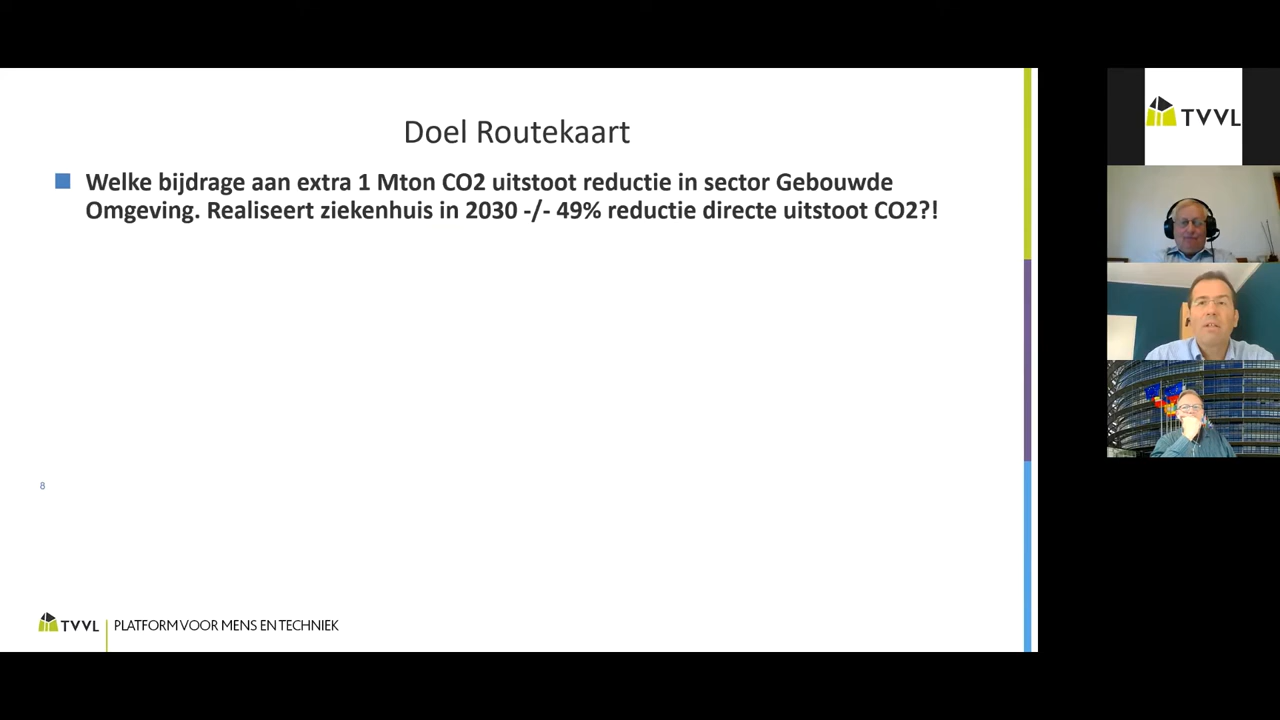 Doel Routekaart
Welke bijdrage aan extra 1 Mton CO2 uitstoot reductie in sector Gebouwde
Omgeving. Realiseert ziekenhuis in 2030 -/- 49% reductie directe uitstoot CO2?!
8
TVVL PLATFORM VOOR MENS EN TECHNIEK
TVVL